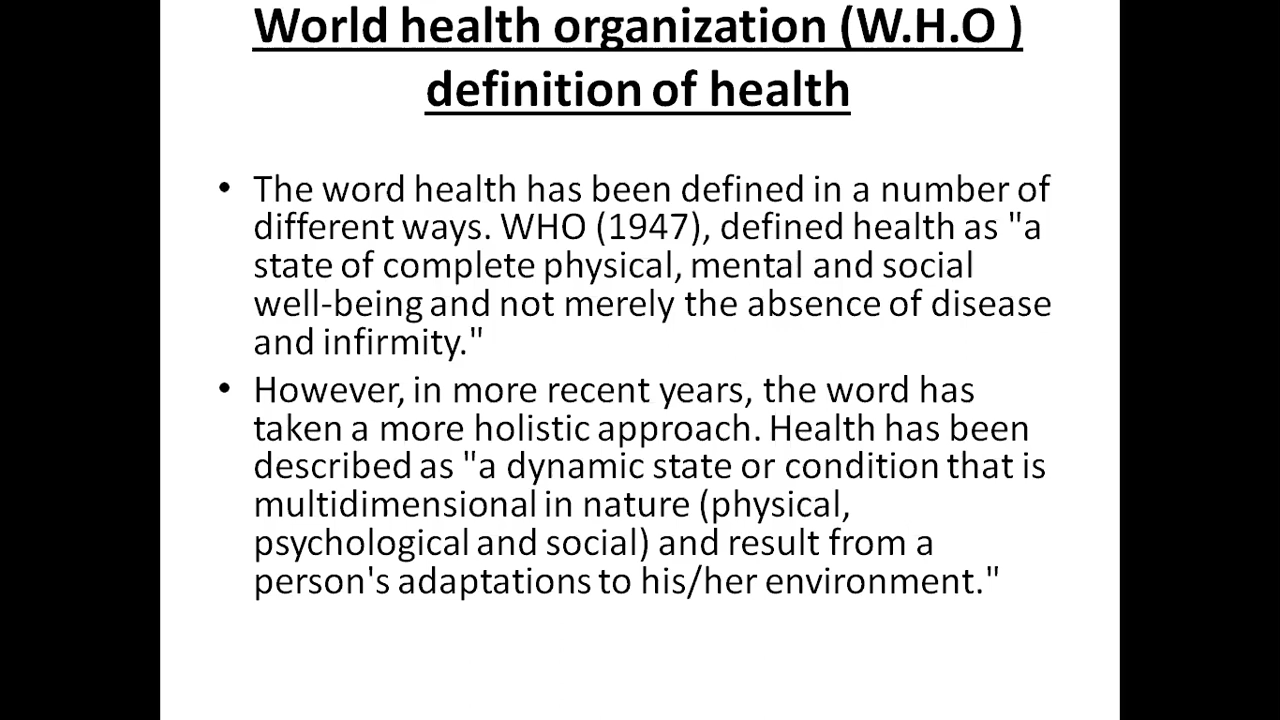 World health organization (W.H.O )
definition of health
• The word health has been defined in a number of
different ways. WHO (1947), defined health as "a
state of complete physical, mental and social
well-being and not merely the absence of disease
and infirmity."
• However, in more recent years, the word has
taken a more holistic approach. Health has been
described as "a dynamic state or condition that is
multidimensional in nature (physical,
psychological and social) and result from a
person's adaptations to his/her environment."